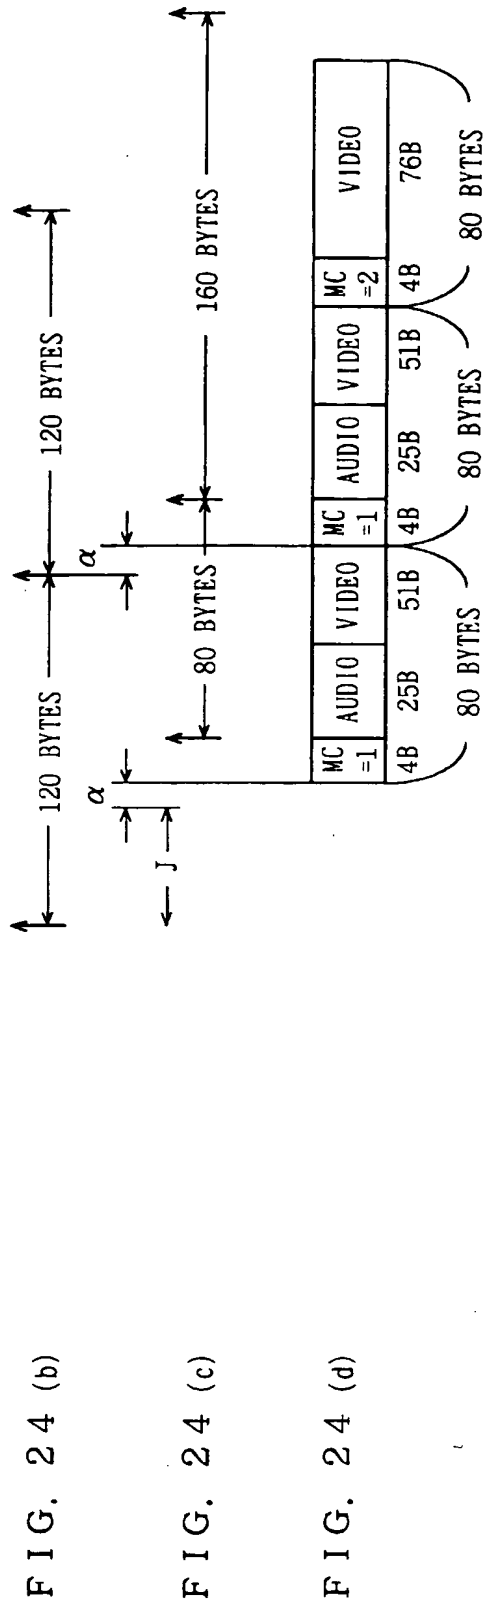 FIG. 24 (b)
120 BYTES
120 BYTES
α
α
FIG. 24 (c)
J
80 BYTES
160 BYTES
FIG. 24 (d)
MC
=1
AUDIO
VIDEO
MC
=1
AUDIO
VIDEO
MC
=2
VIDEO
4B
25B
51B
4B
25B
51B
4B
76B
80 BYTES
80 BYTES
80 BYTES